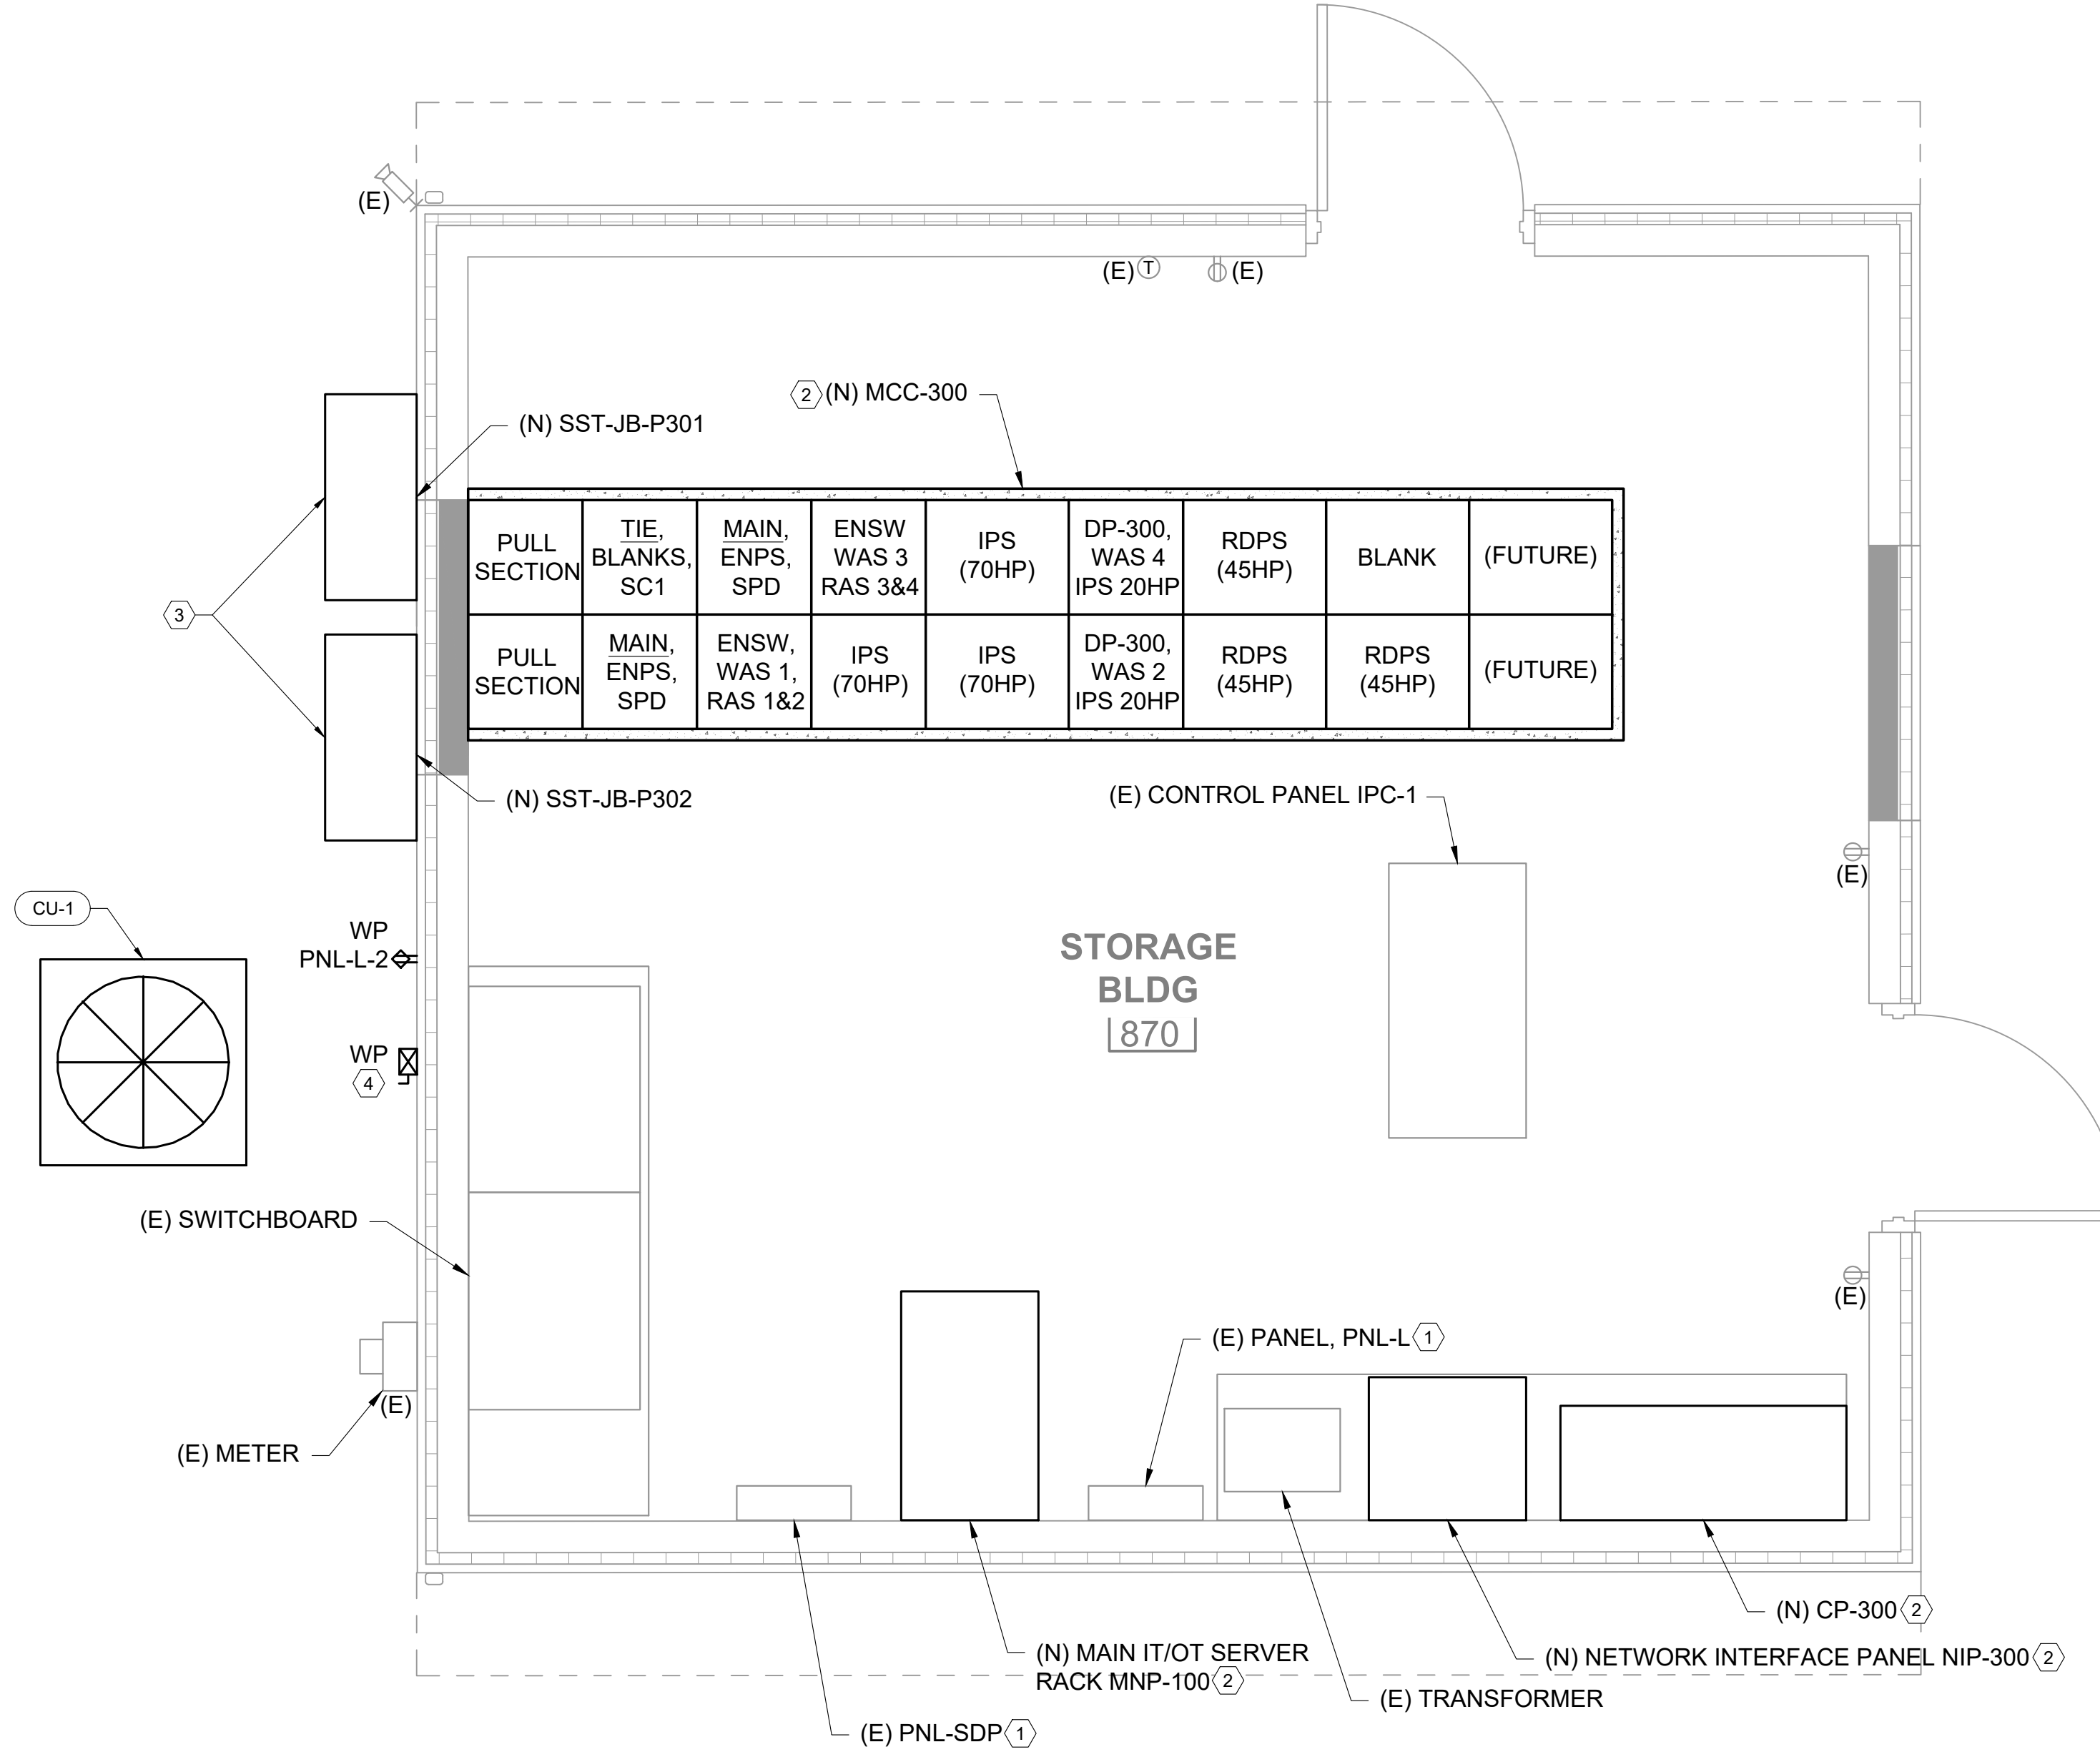 (E)
(E) T
(E)
2 (N) MCC-300
(N) SST-JB-P301
PULL
SECTION
TIE,
BLANKS,
SC1
MAIN,
ENPS,
SPD
ENSW
WAS 3
RAS 3&4
IPS
(70HP)
DP-300,
WAS 4
IPS 20HP
RDPS
(45HP)
BLANK
(FUTURE)
3
PULL
SECTION
MAIN,
ENPS,
SPD
ENSW,
WAS 1,
RAS 1&2
IPS
(70HP)
IPS
(70HP)
DP-300,
WAS 2
IPS 20HP
RDPS
(45HP)
RDPS
(45HP)
(FUTURE)
(N) SST-JB-P302
(E) CONTROL PANEL IPC-1
(E)
CU-1
WP
PNL-L-2
STORAGE
BLDG
870
WP
4
(E) SWITCHBOARD
(E)
(E) PANEL, PNL-L 1
(E)
(E) METER
(N) CP-300 2
(N) MAIN IT/OT SERVER
RACK MNP-100 2
(N) NETWORK INTERFACE PANEL NIP-300 2
(E) TRANSFORMER
(E) PNL-SDP 1